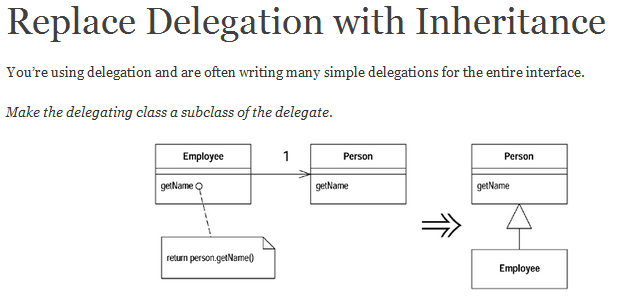 Replace Delegation with Inheritance
You’re using delegation and are often writing many simple delegations for the entire interface.
Make the delegating class a subclass of the delegate.
Employee
1
Person
Person
getName
getName
getName
return person.getName()
Employee